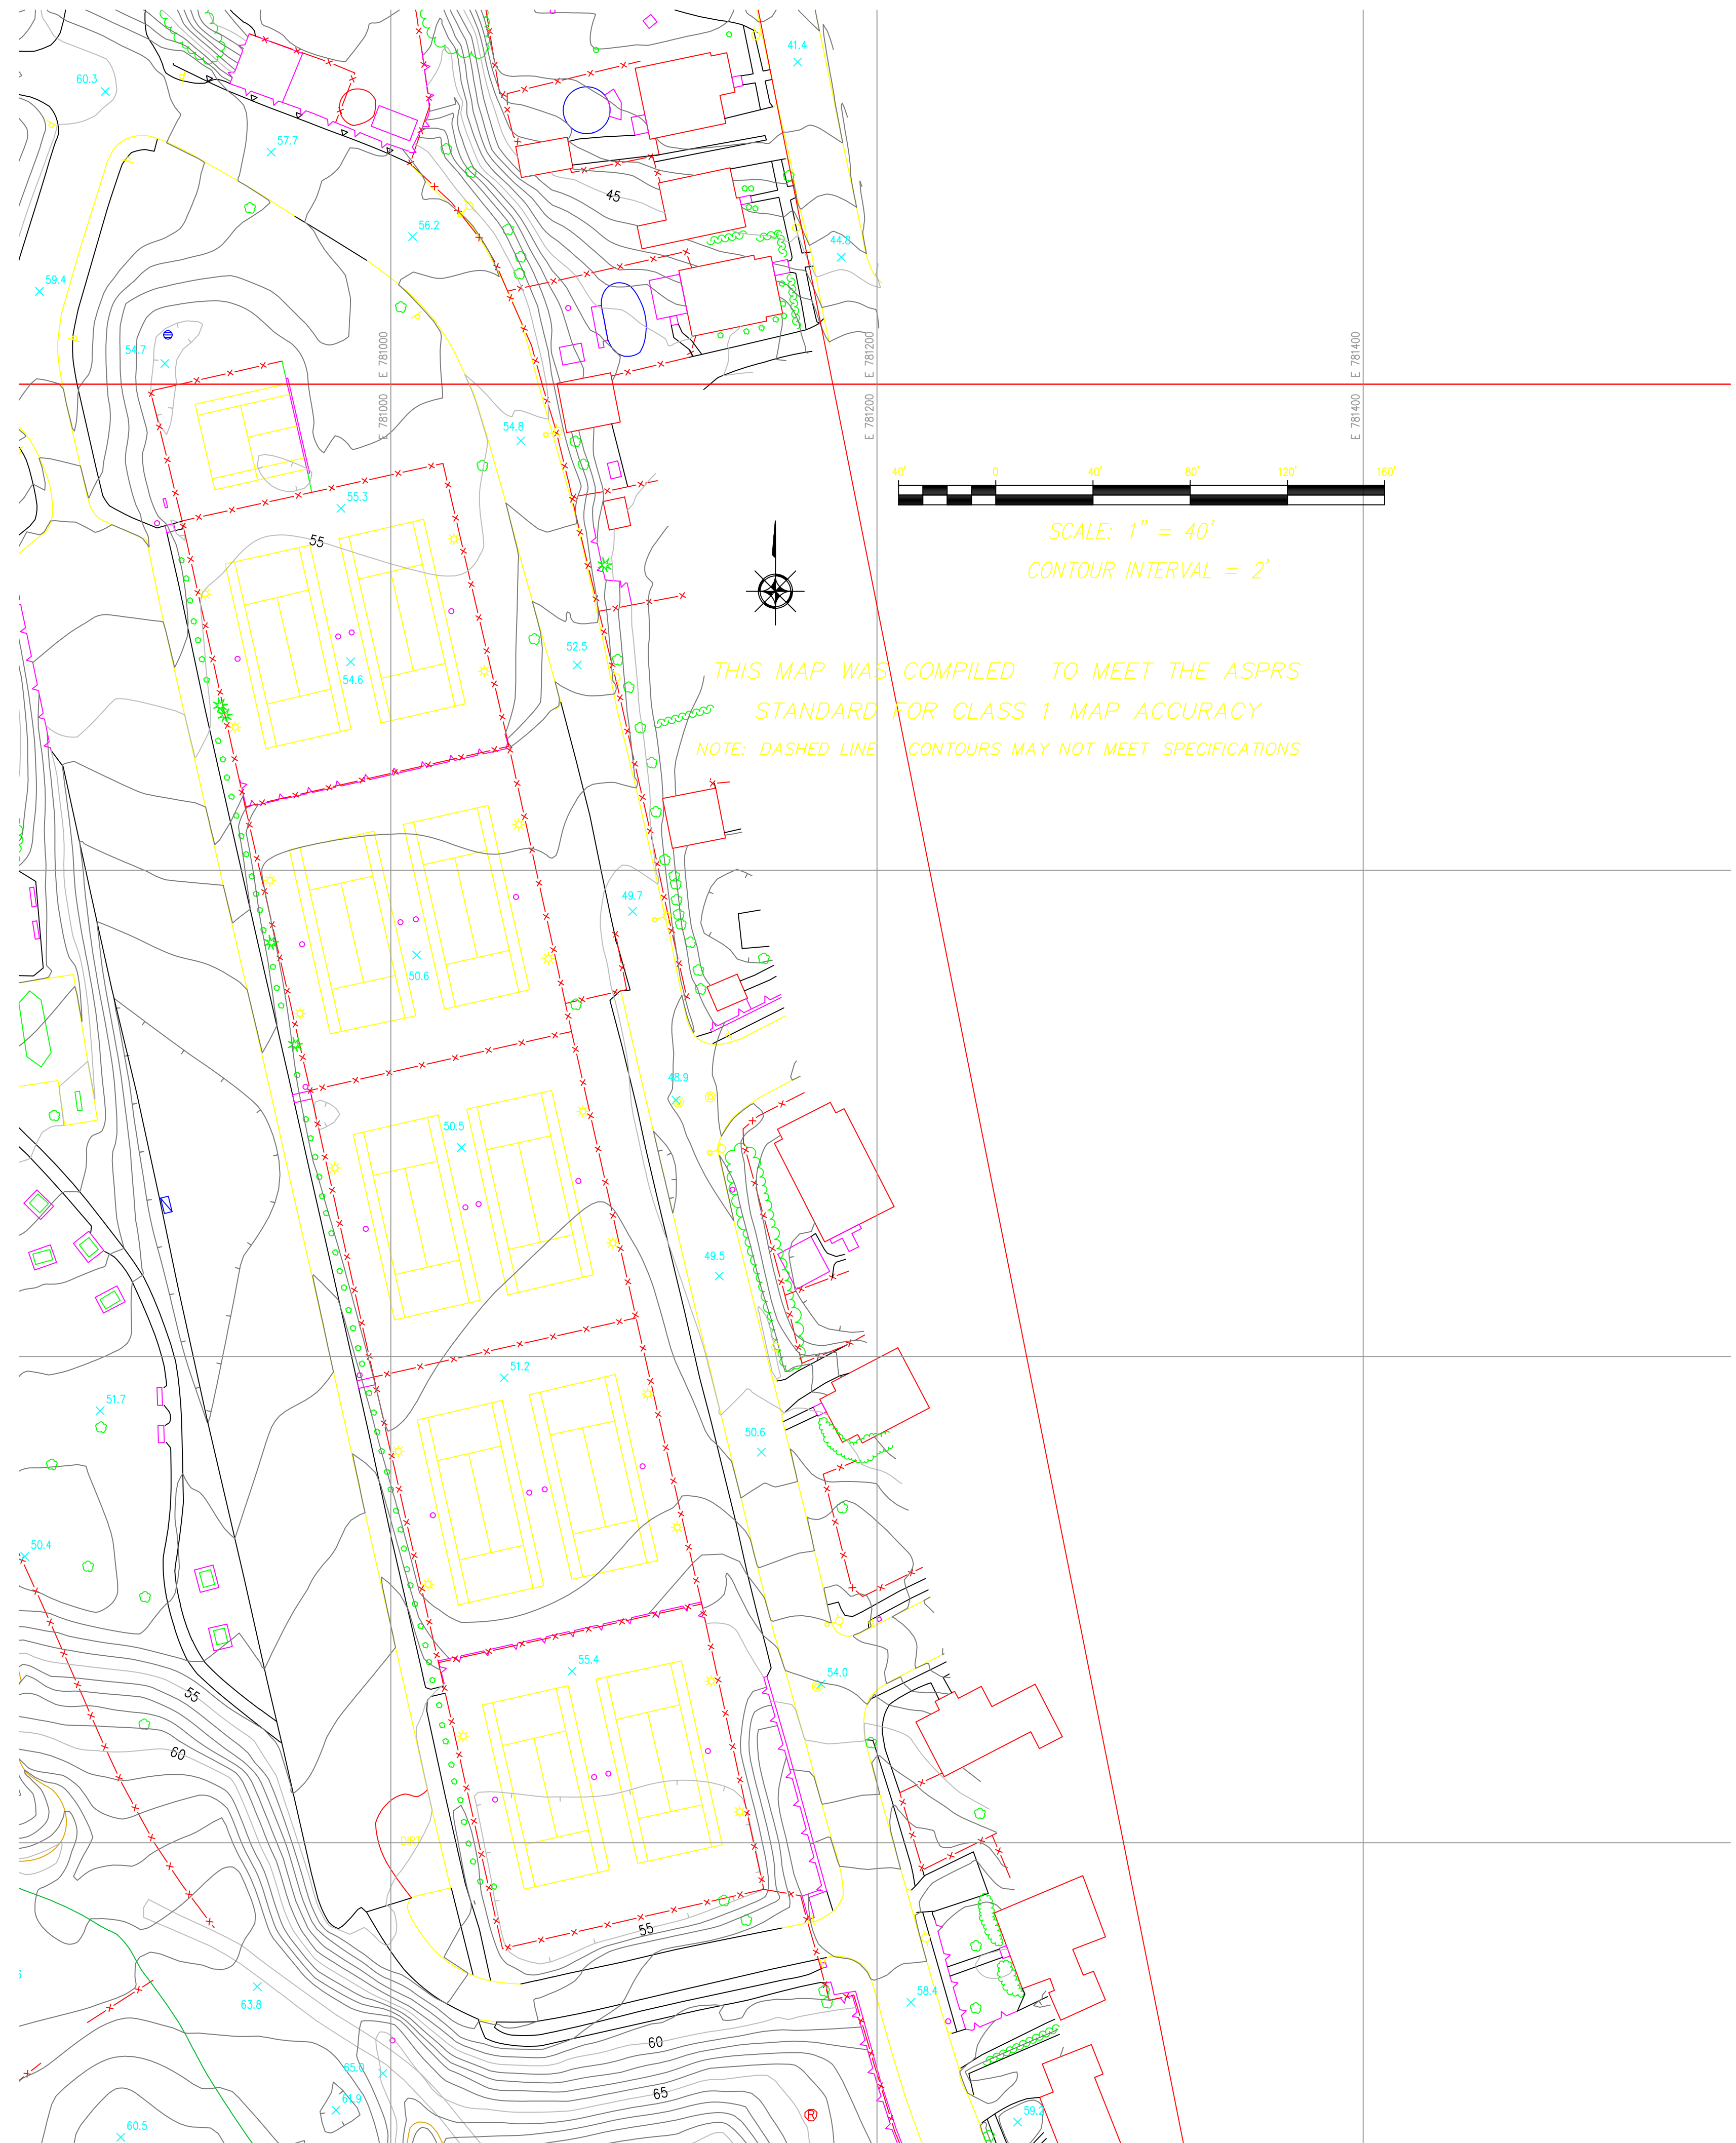 41.4
60.3
57.7
45
56.2
44.8
59.4
54.7
E 781000
E 781200
E 781400
E 781000
E 781200
E 781400
54.8
40' 0 40' 80' 120' 160'
55.3
SCALE: 1" = 40'
55
CONTOUR INTERVAL = 2'
52.5
THIS MAP WAS COMPILED TO MEET THE ASPRS
54.6
STANDARD FOR CLASS 1 MAP ACCURACY
NOTE: DASHED LINE CONTOURS MAY NOT MEET SPECIFICATIONS
49.7
50.6
48.9
50.5
49.5
51.2
51.7
50.6
50.4
55.4
54.0
55
60
DIRT
55
63.8
58.4
60
65.0
65
61.9
R
59.2
60.5